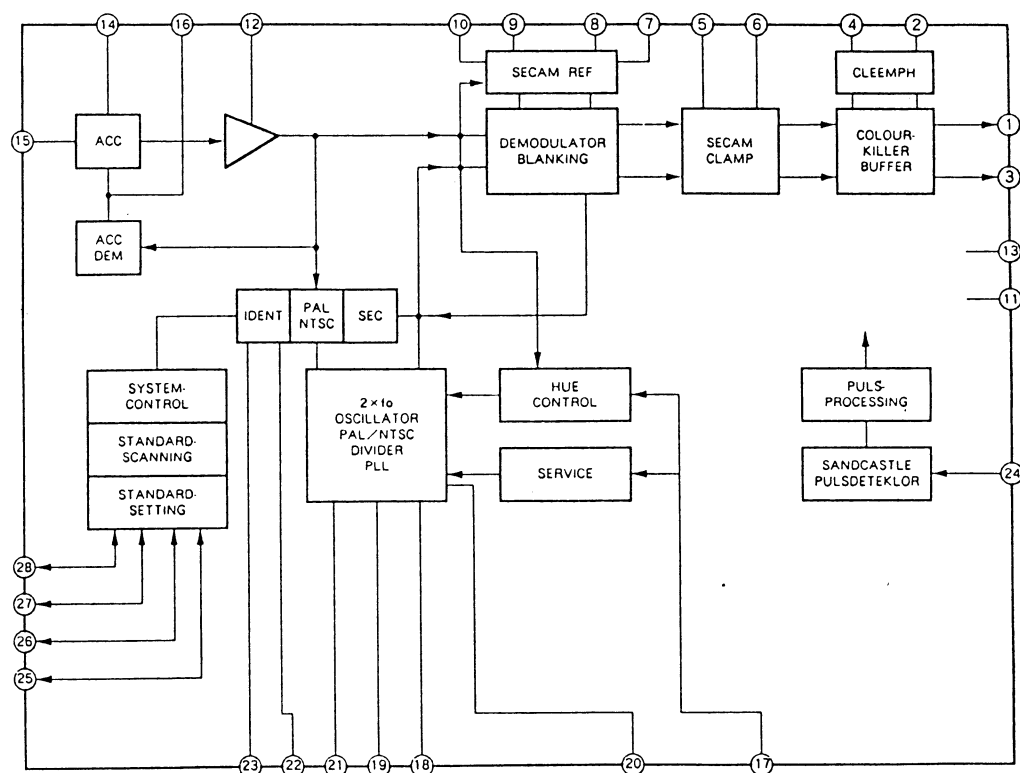 14 16 12 10 9 8 7 5 6 4 2
SECAM REF
CLEEMPH
15
ACC
DEMODULATOR
BLANKING
SECAM
CLAMP
COLOUR-
KILLER
BUFFER
1
3
ACC
DEM
13
11
IDENT
PAL
NTSC
SEC
SYSTEM-
CONTROL
STANDARD-
SCANNING
STANDARD-
SETTING
2×fo
OSCILLATOR
PAL/NTSC
DIVIDER
PLL
HUE
CONTROL
SERVICE
PULS-
PROCESSING
SANDCASTLE
PULSDETEKLOR
24
28
27
26
25
23 22 21 19 18 20 17